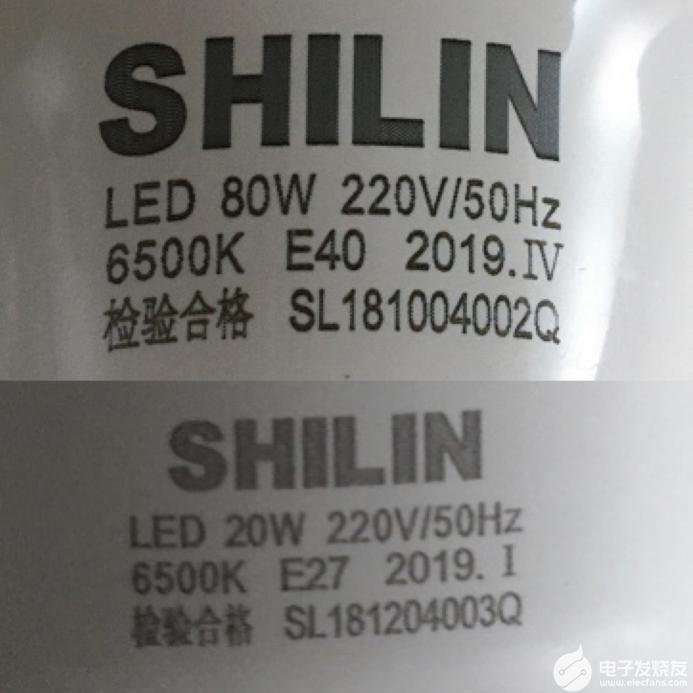 SHILIN
LED 80W 220V/50Hz
6500K E40 2019.Ⅳ
检验合格 SL181004002Q
SHILIN
LED 20W 220V/50Hz
6500K E27 2019.Ⅰ
检验合格 SL181204003Q
电子发烧友
www.elecfans.com